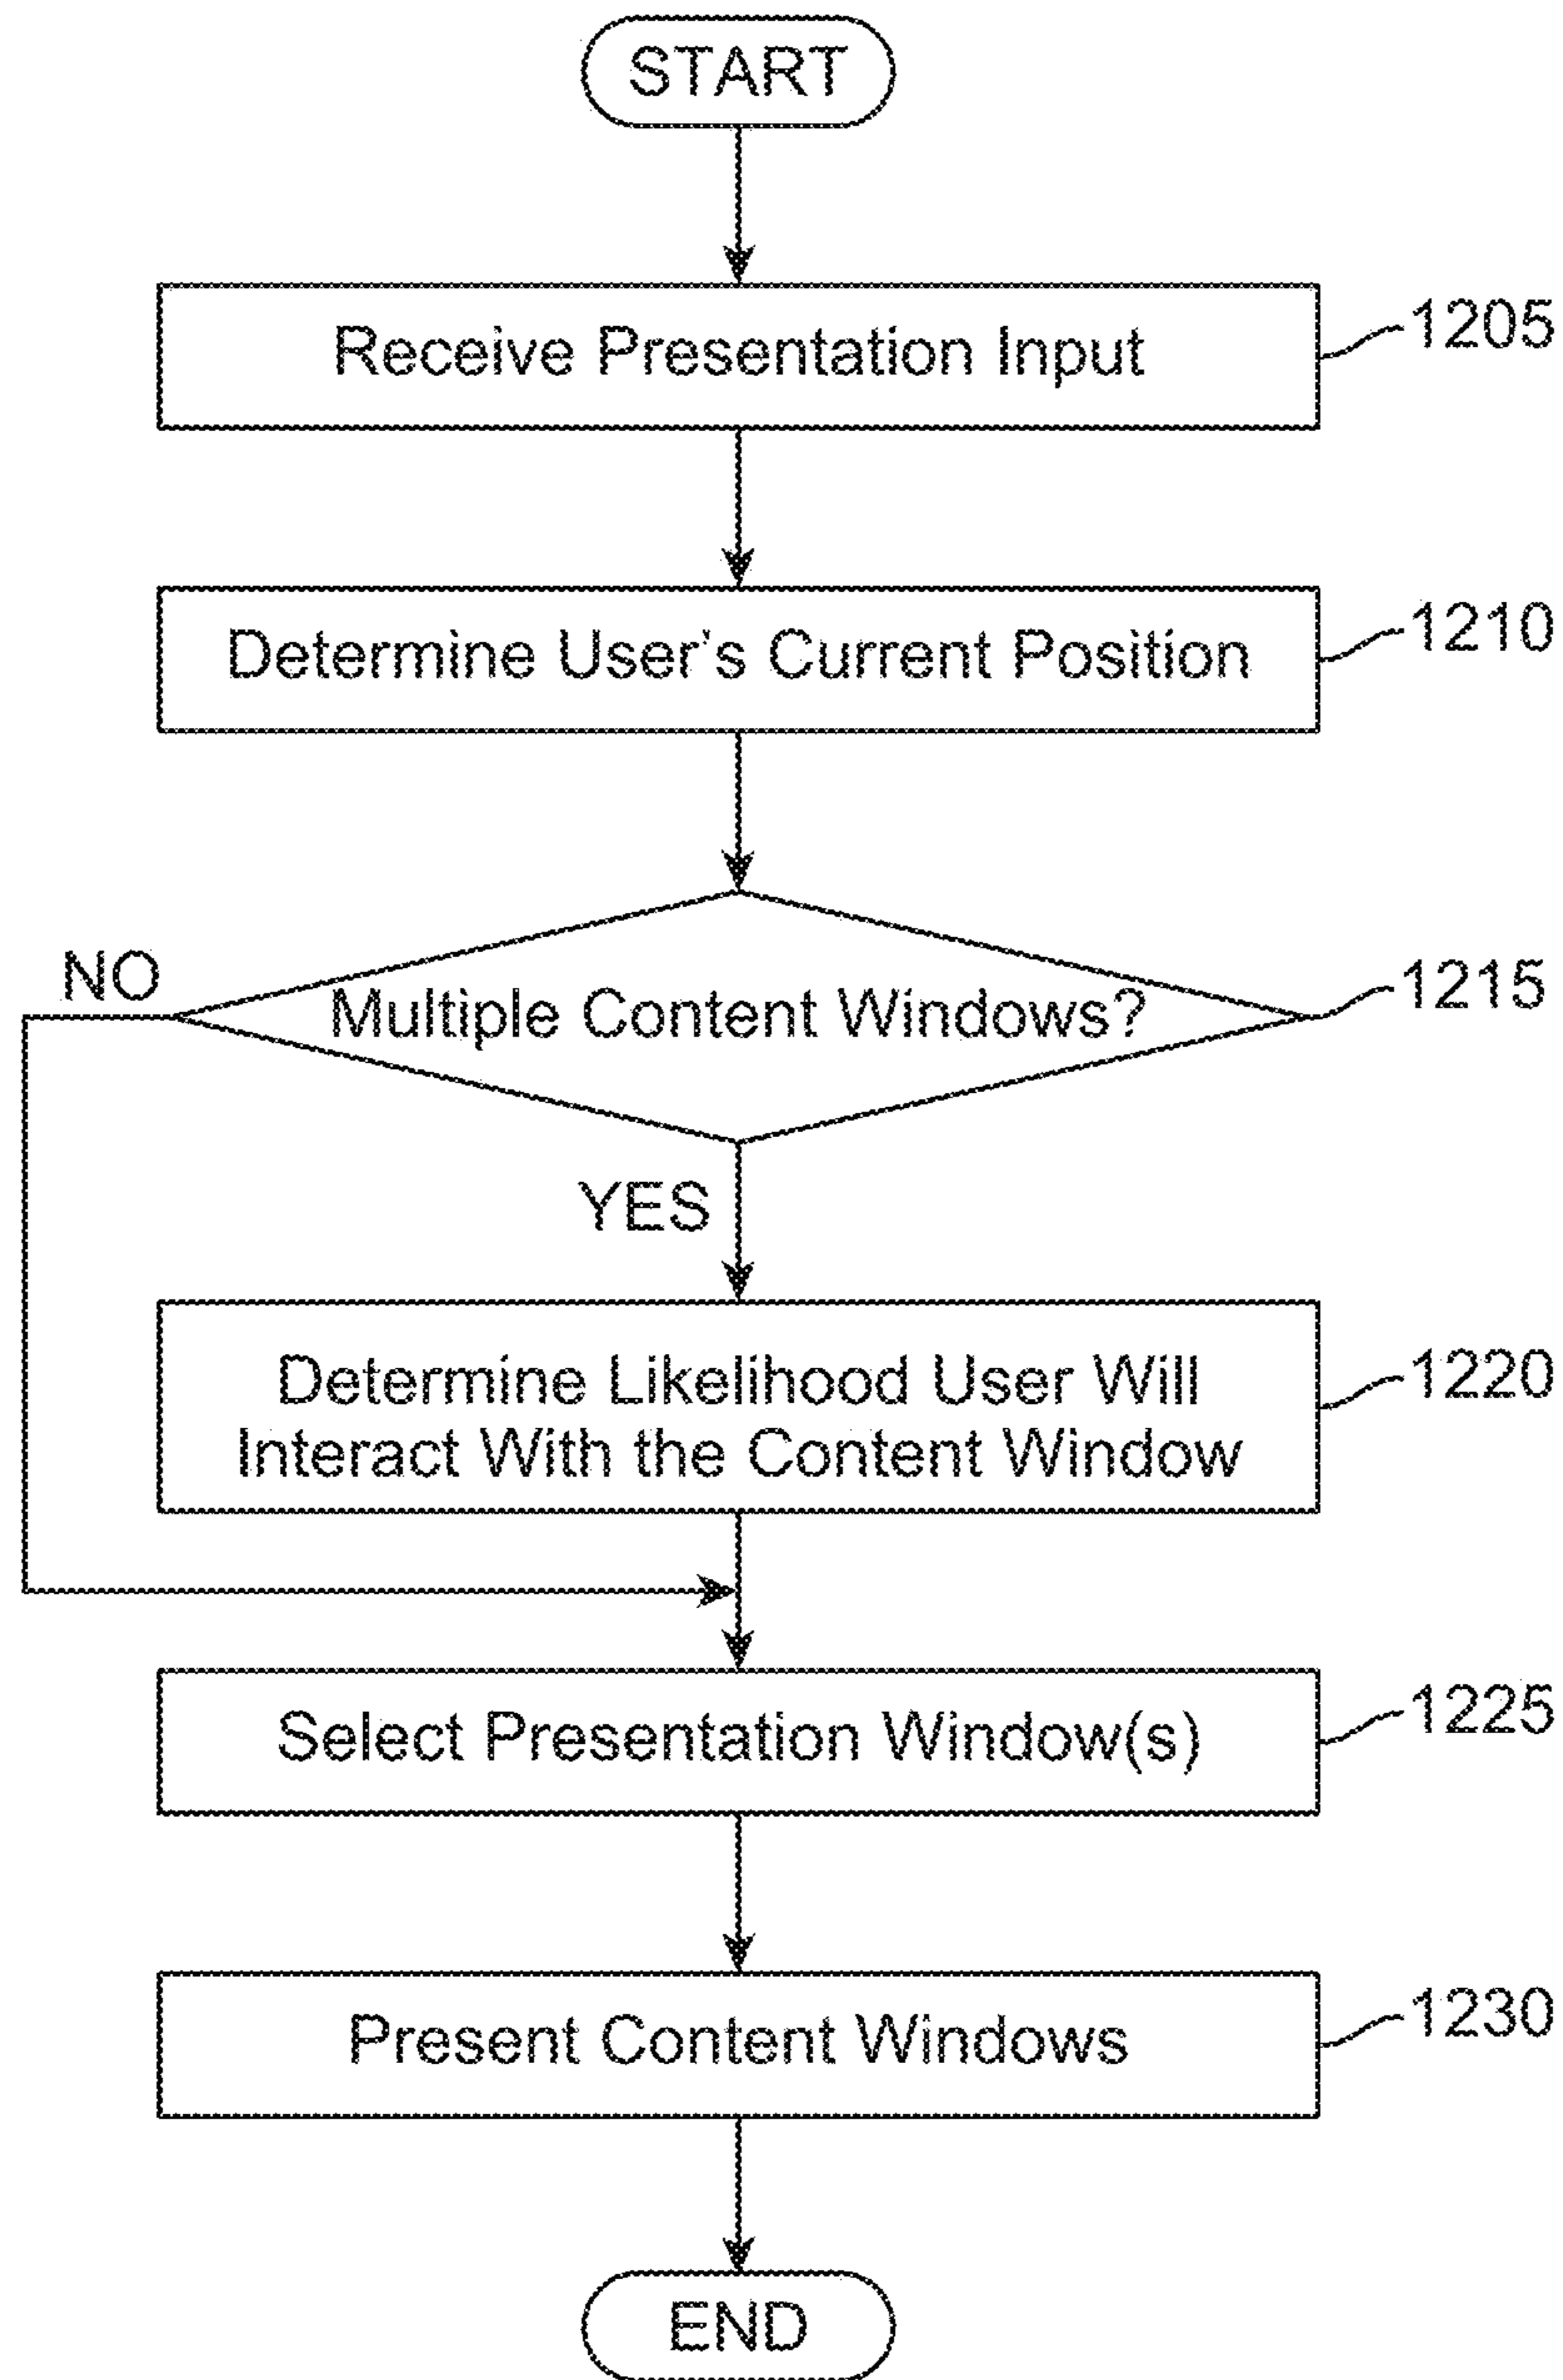 START
Receive Presentation Input
1205
Determine User's Current Position
1210
NO
Multiple Content Windows?
1215
YES
Determine Likelihood User Will
Interact With the Content Window
1220
Select Presentation Window(s)
1225
Present Content Windows
1230
END